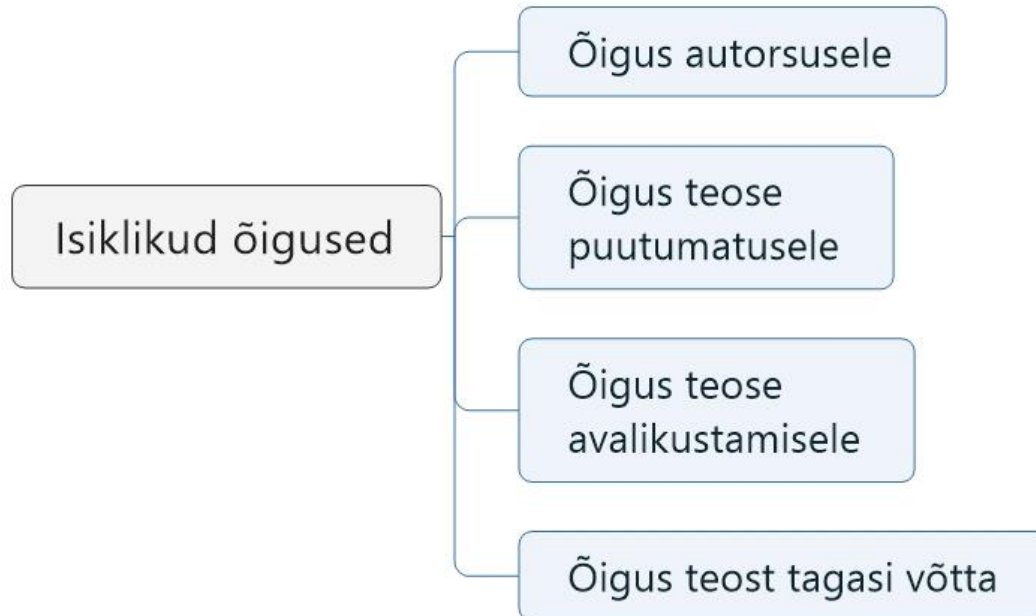 Isiklikud õigused
Õigus autorsusele
Õigus teose
puutumatusele
Õigus teose
avalikustamisele
Õigus teost tagasi võtta